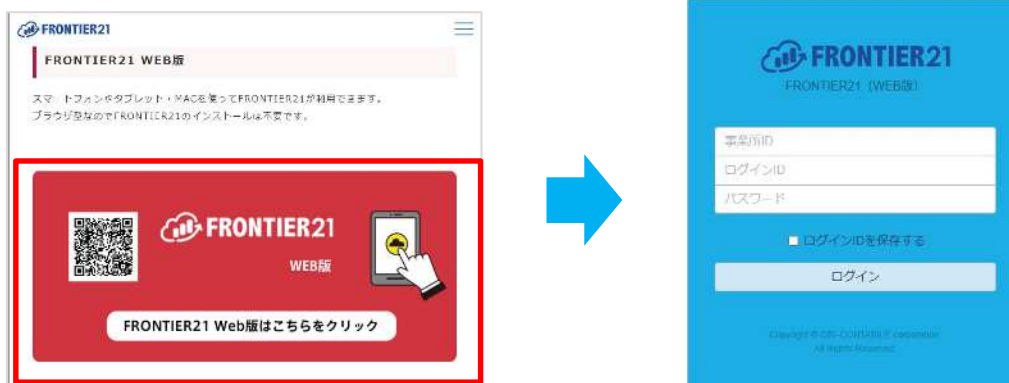 FRONTIER21
FRONTIER21 WEB版
スマートフォンやタブレット・MACを使ってFRONTIER21が利用できます。
ブラウザ型なのでFRONTIER21のインストールは不要です。
FRONTIER21
WEB版
FRONTIER21 Web版はこちらをクリック
FRONTIER21
FRONTIER21 (WEB版)
事業所ID
ログインID
パスワード
ログインIDを保存する
ログイン
Copyright ©
All Rights Reserved.